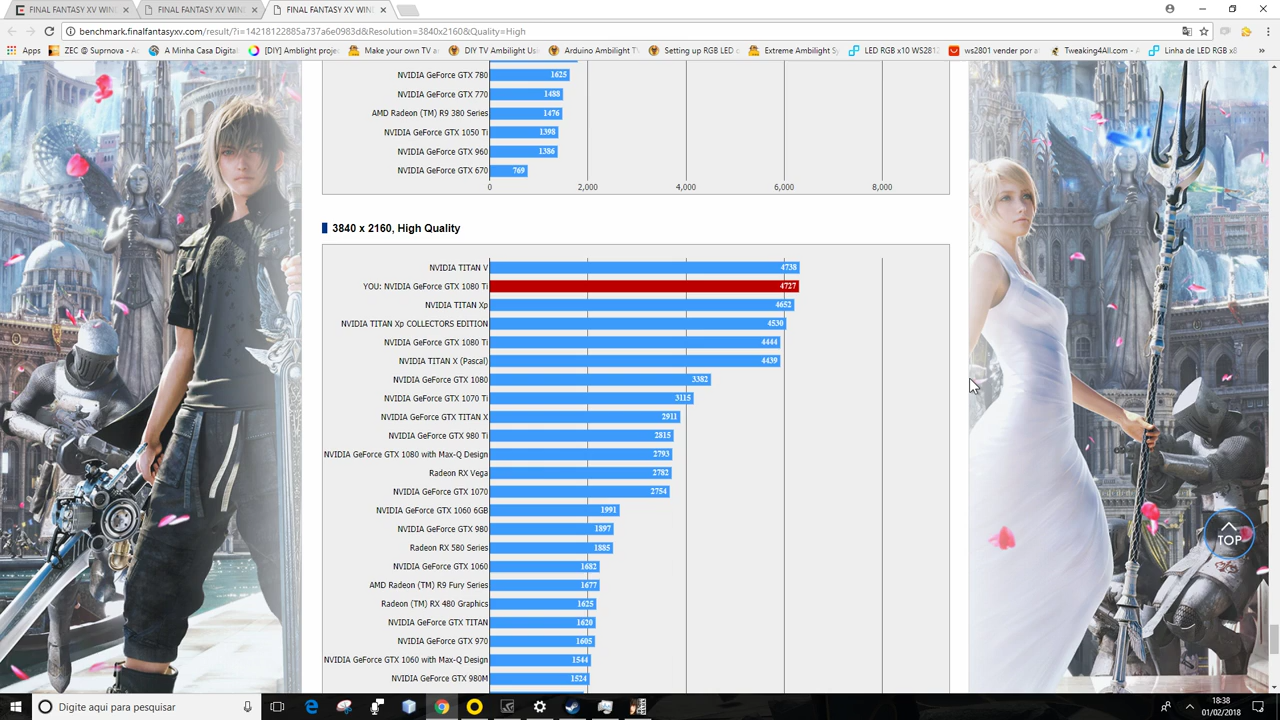 FINAL FANTASY XV WIN
FINAL FANTASY XV WIN
FINAL FANTASY XV WIN
benchmark.finalfantasyxv.com/result/?i=14218122885a737a6e0983d&Resolution=3840x2160&Quality=High
Apps
ZEC @ Suprnova - A
A Minha Casa Digital
[DIY] Ambilight proje
Make your own TV a
DIY TV Ambilight Us
Arduino Ambilight TV
Setting up RGB LED c
Extreme Ambilight Sy
LED RGB x10 WS2812
ws2801 vender por at
Tweaking4All.com - A
Linha de LED RGB x8
»
NVIDIA GeForce GTX 780 1625
NVIDIA GeForce GTX 770 1488
AMD Radeon (TM) R9 380 Series 1476
NVIDIA GeForce GTX 1050 Ti 1398
NVIDIA GeForce GTX 960 1386
NVIDIA GeForce GTX 670 769
0 2,000 4,000 6,000 8,000
3840 x 2160, High Quality
NVIDIA TITAN V 4738
YOU: NVIDIA GeForce GTX 1080 Ti 4727
NVIDIA TITAN Xp 4652
NVIDIA TITAN Xp COLLECTORS EDITION 4530
NVIDIA GeForce GTX 1080 Ti 4444
NVIDIA TITAN X (Pascal) 4439
NVIDIA GeForce GTX 1080 3382
NVIDIA GeForce GTX 1070 Ti 3115
NVIDIA GeForce GTX TITAN X 2911
NVIDIA GeForce GTX 980 Ti 2815
NVIDIA GeForce GTX 1080 with Max-Q Design 2793
Radeon RX Vega 2782
NVIDIA GeForce GTX 1070 2754
NVIDIA GeForce GTX 1060 6GB 1991
NVIDIA GeForce GTX 980 1897
Radeon RX 580 Series 1885
NVIDIA GeForce GTX 1060 1682
AMD Radeon (TM) R9 Fury Series 1677
Radeon (TM) RX 480 Graphics 1625
NVIDIA GeForce GTX TITAN 1620
NVIDIA GeForce GTX 970 1605
NVIDIA GeForce GTX 1060 with Max-Q Design 1544
NVIDIA GeForce GTX 980M 1524
TOP
Digite aqui para pesquisar
18:38
01/02/2018